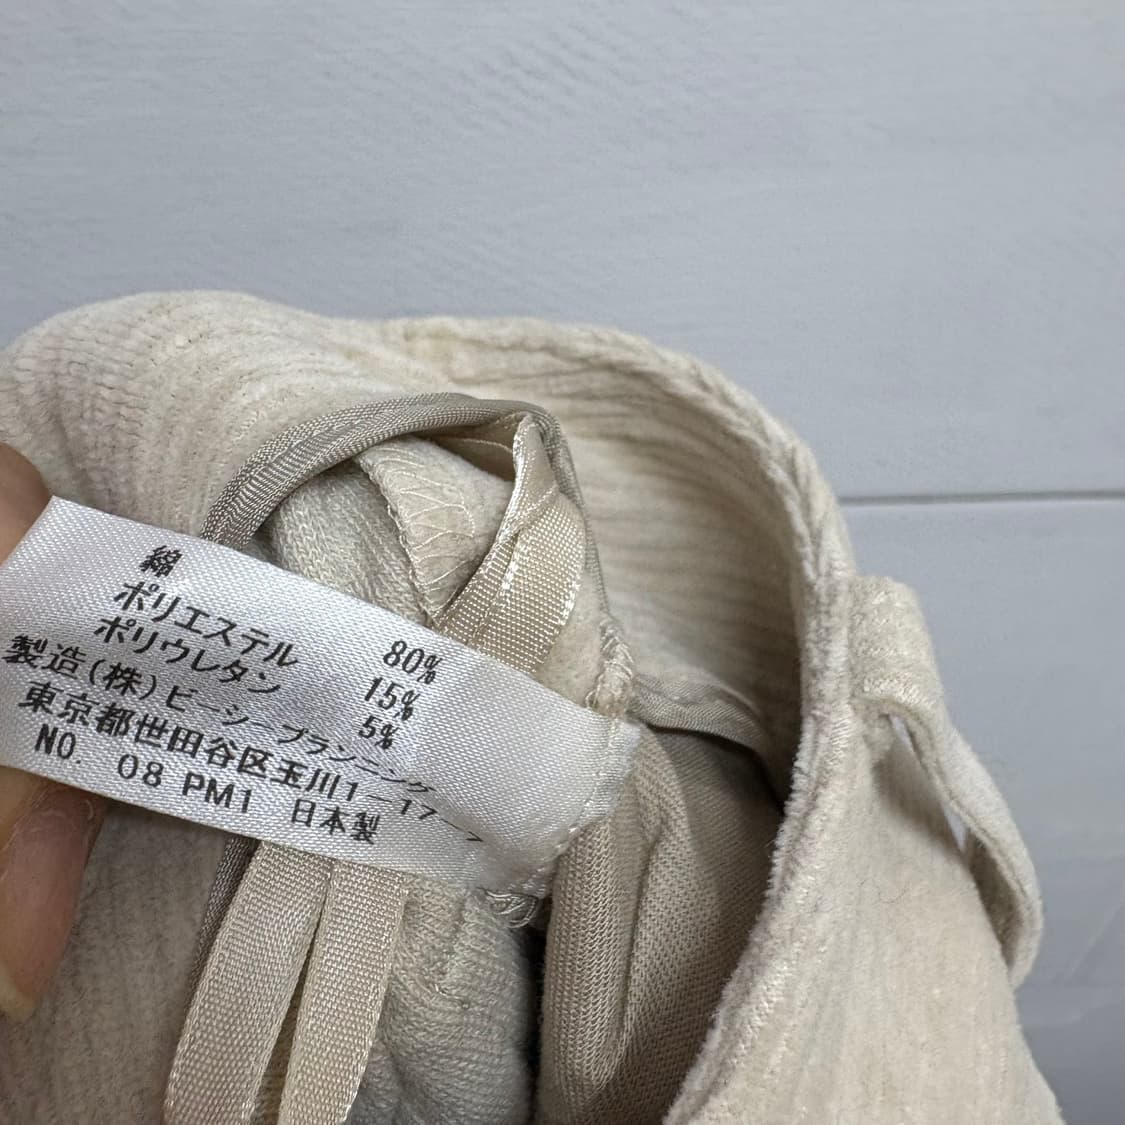 綿 80%
ポリエステル 15%
ポリウレタン 5%
製造(株)ビーシープランニング
東京都世田谷区玉川1-17-7
NO. 08 PM1 日本製